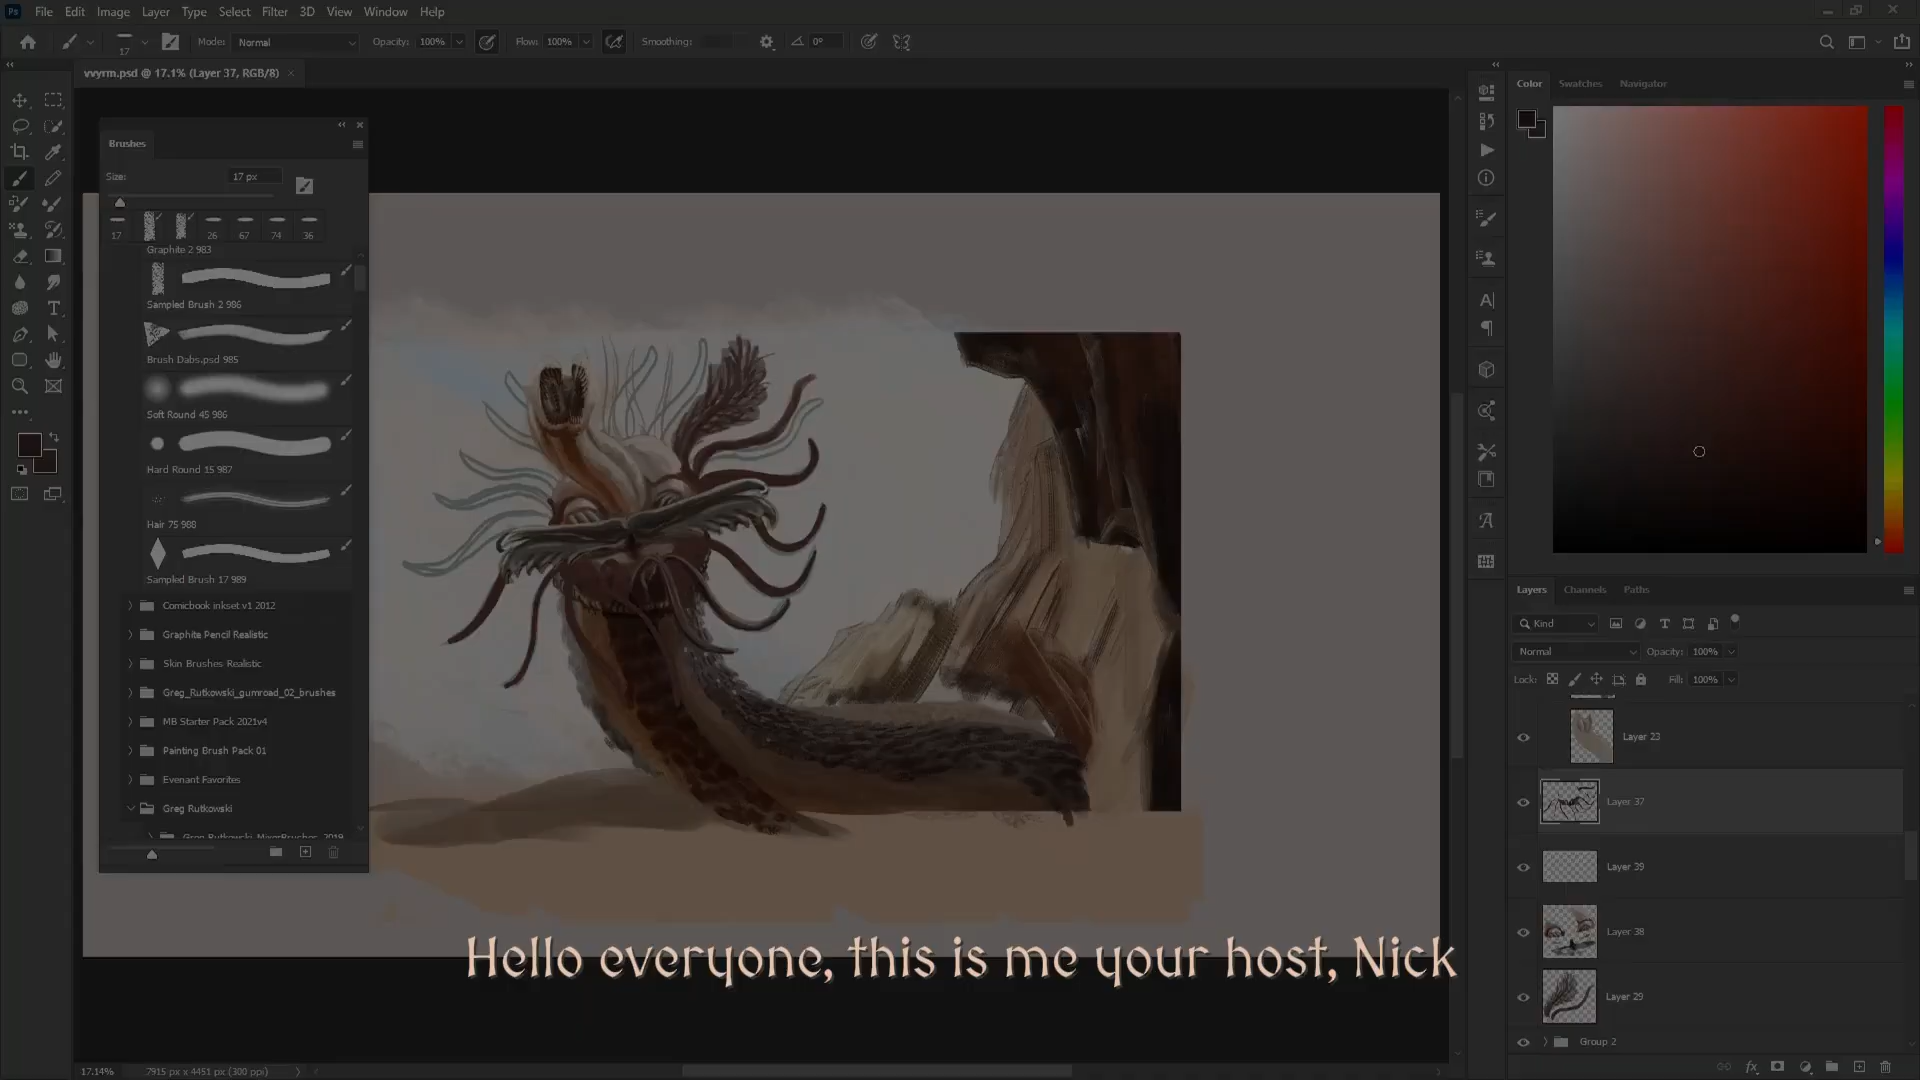 Ps File Edit Image Layer Type Select Filter 3D View Window Help
17 Mode: Normal Opacity: 100% Flow: 100% Smoothing: 0°
vvyrm.psd @ 17.1% (Layer 37, RGB/8)
Brushes
Size: 17 px
17 26 67 74 36
Graphite 2 983
Sampled Brush 2 986
Brush Dabs.psd 985
Soft Round 45 986
Hard Round 15 987
Hair 75 988
Sampled Brush 17 989
Comicbook inkset v1 2012
Graphite Pencil Realistic
Skin Brushes Realistic
Greg_Rutkowski_gumroad_02_brushes
MB Starter Pack 2021v4
Painting Brush Pack 01
Evenant Favorites
Greg Rutkowski
Greg Rutkowski_MixerBrushes_2019
Hello everyone, this is me your host, Nick
Color Swatches Navigator
Layers Channels Paths
Kind
Normal Opacity: 100%
Lock: Fill: 100%
Layer 23
Layer 37
Layer 39
Layer 38
Layer 29
Group 2
17.14% 7915 px x 4451 px (300 ppi)